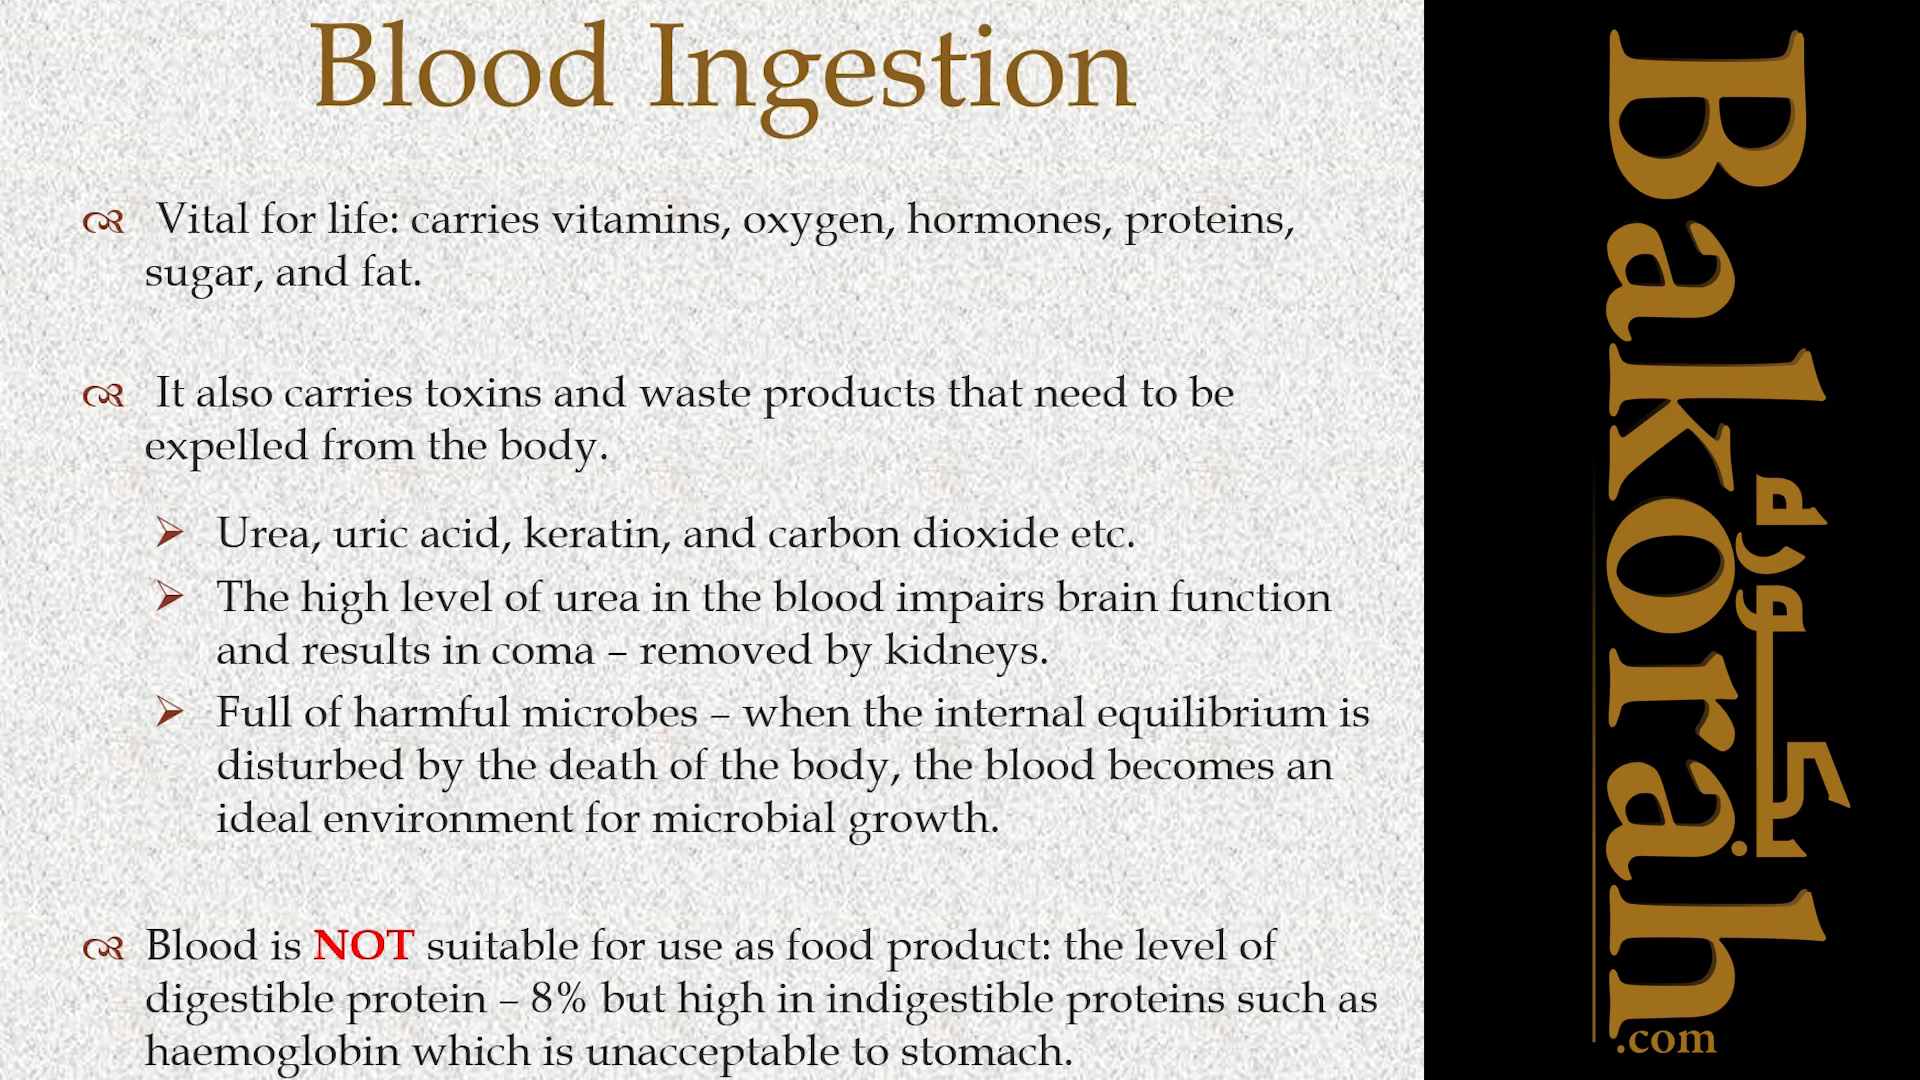 Blood Ingestion
Vital for life: carries vitamins, oxygen, hormones, proteins,
sugar, and fat.
It also carries toxins and waste products that need to be
expelled from the body.
Urea, uric acid, keratin, and carbon dioxide etc.
The high level of urea in the blood impairs brain function
and results in coma – removed by kidneys.
Full of harmful microbes – when the internal equilibrium is
disturbed by the death of the body, the blood becomes an
ideal environment for microbial growth.
Blood is NOT suitable for use as food product: the level of
digestible protein – 8% but high in indigestible proteins such as
haemoglobin which is unacceptable to stomach.
Bakorah
.com